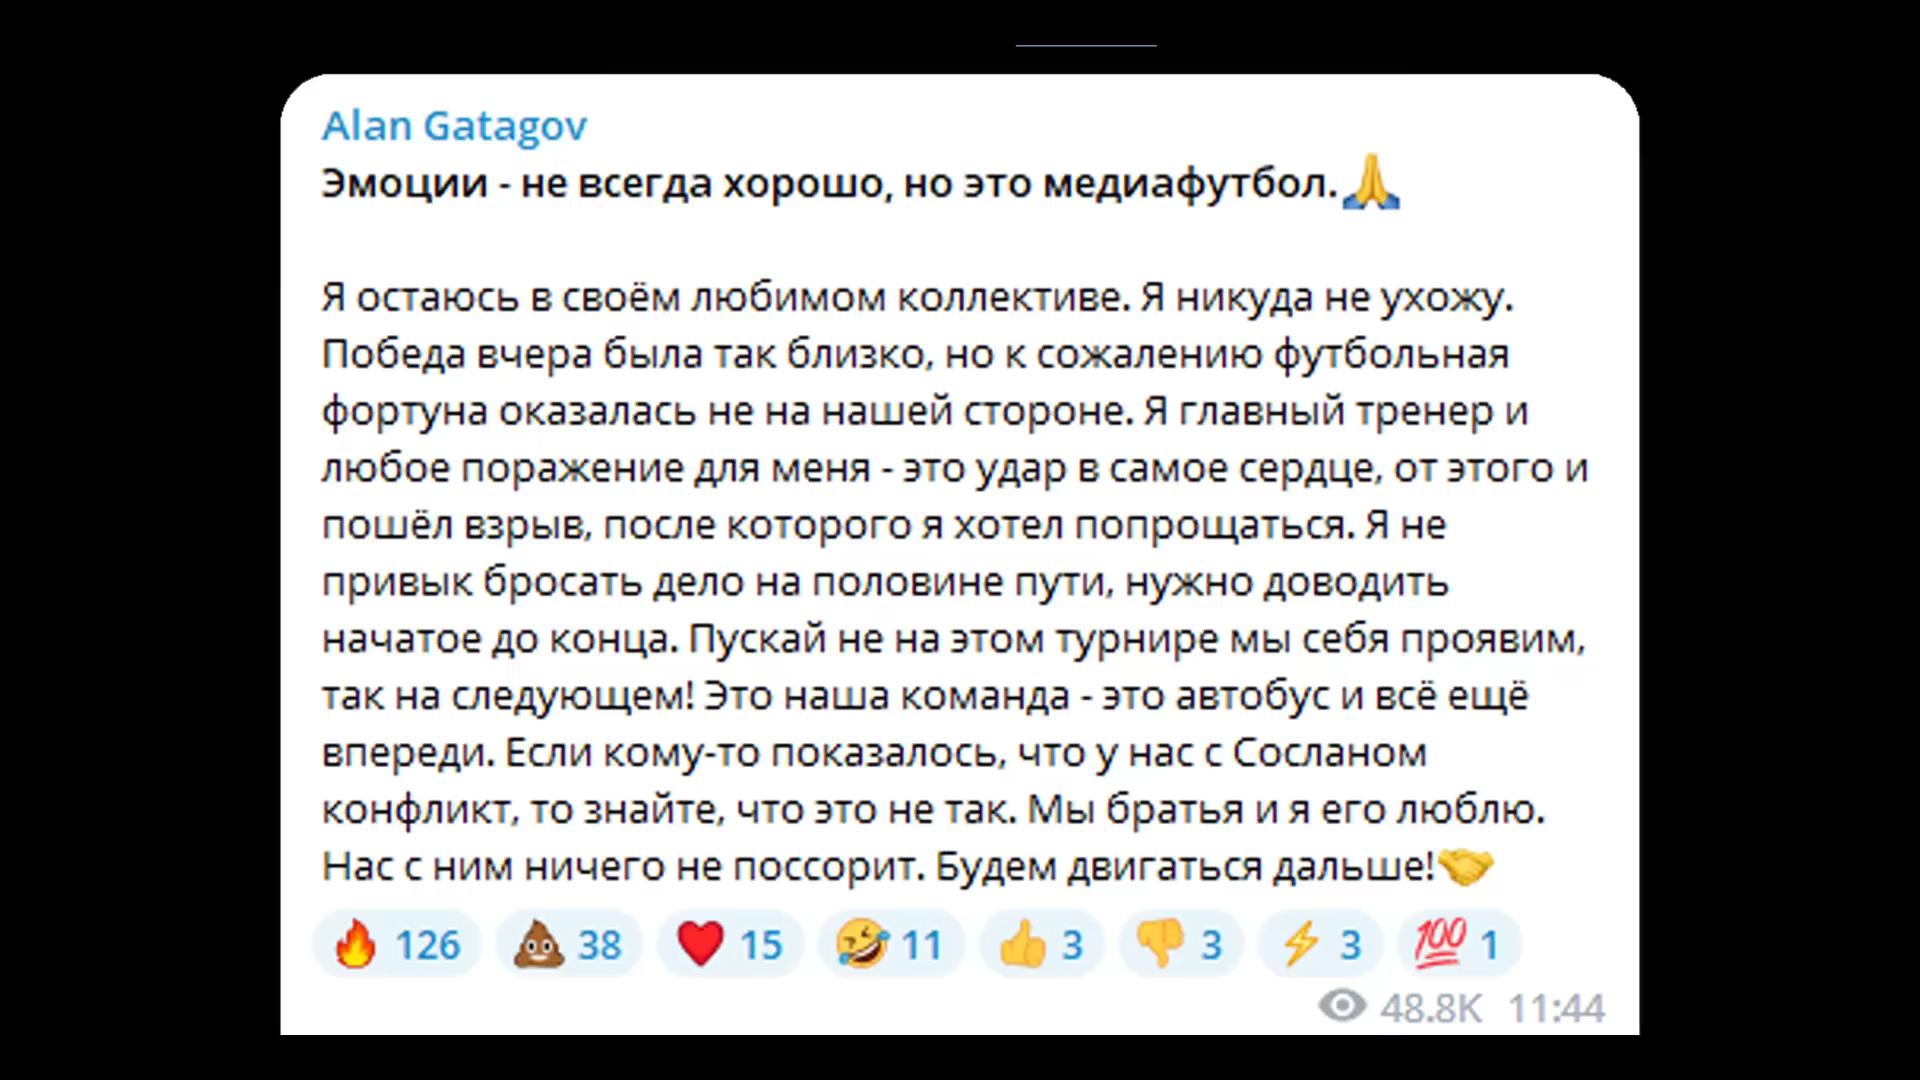 Alan Gatagov
Эмоции - не всегда хорошо, но это медиафутбол.🙏
Я остаюсь в своём любимом коллективе. Я никуда не ухожу.
Победа вчера была так близко, но к сожалению футбольная
фортуна оказалась не на нашей стороне. Я главный тренер и
любое поражение для меня - это удар в самое сердце, от этого и
пошёл взрыв, после которого я хотел попрощаться. Я не
привык бросать дело на половине пути, нужно доводить
начатое до конца. Пускай не на этом турнире мы себя проявим,
так на следующем! Это наша команда - это автобус и всё ещё
впереди. Если кому-то показалось, что у нас с Сосланом
конфликт, то знайте, что это не так. Мы братья и я его люблю.
Нас с ним ничего не поссорит. Будем двигаться дальше!🤝
🔥 126 💩 38 ❤️ 15 🤣 11 👍 3 👎 3 ⚡ 3 💯 1
48.8K 11:44